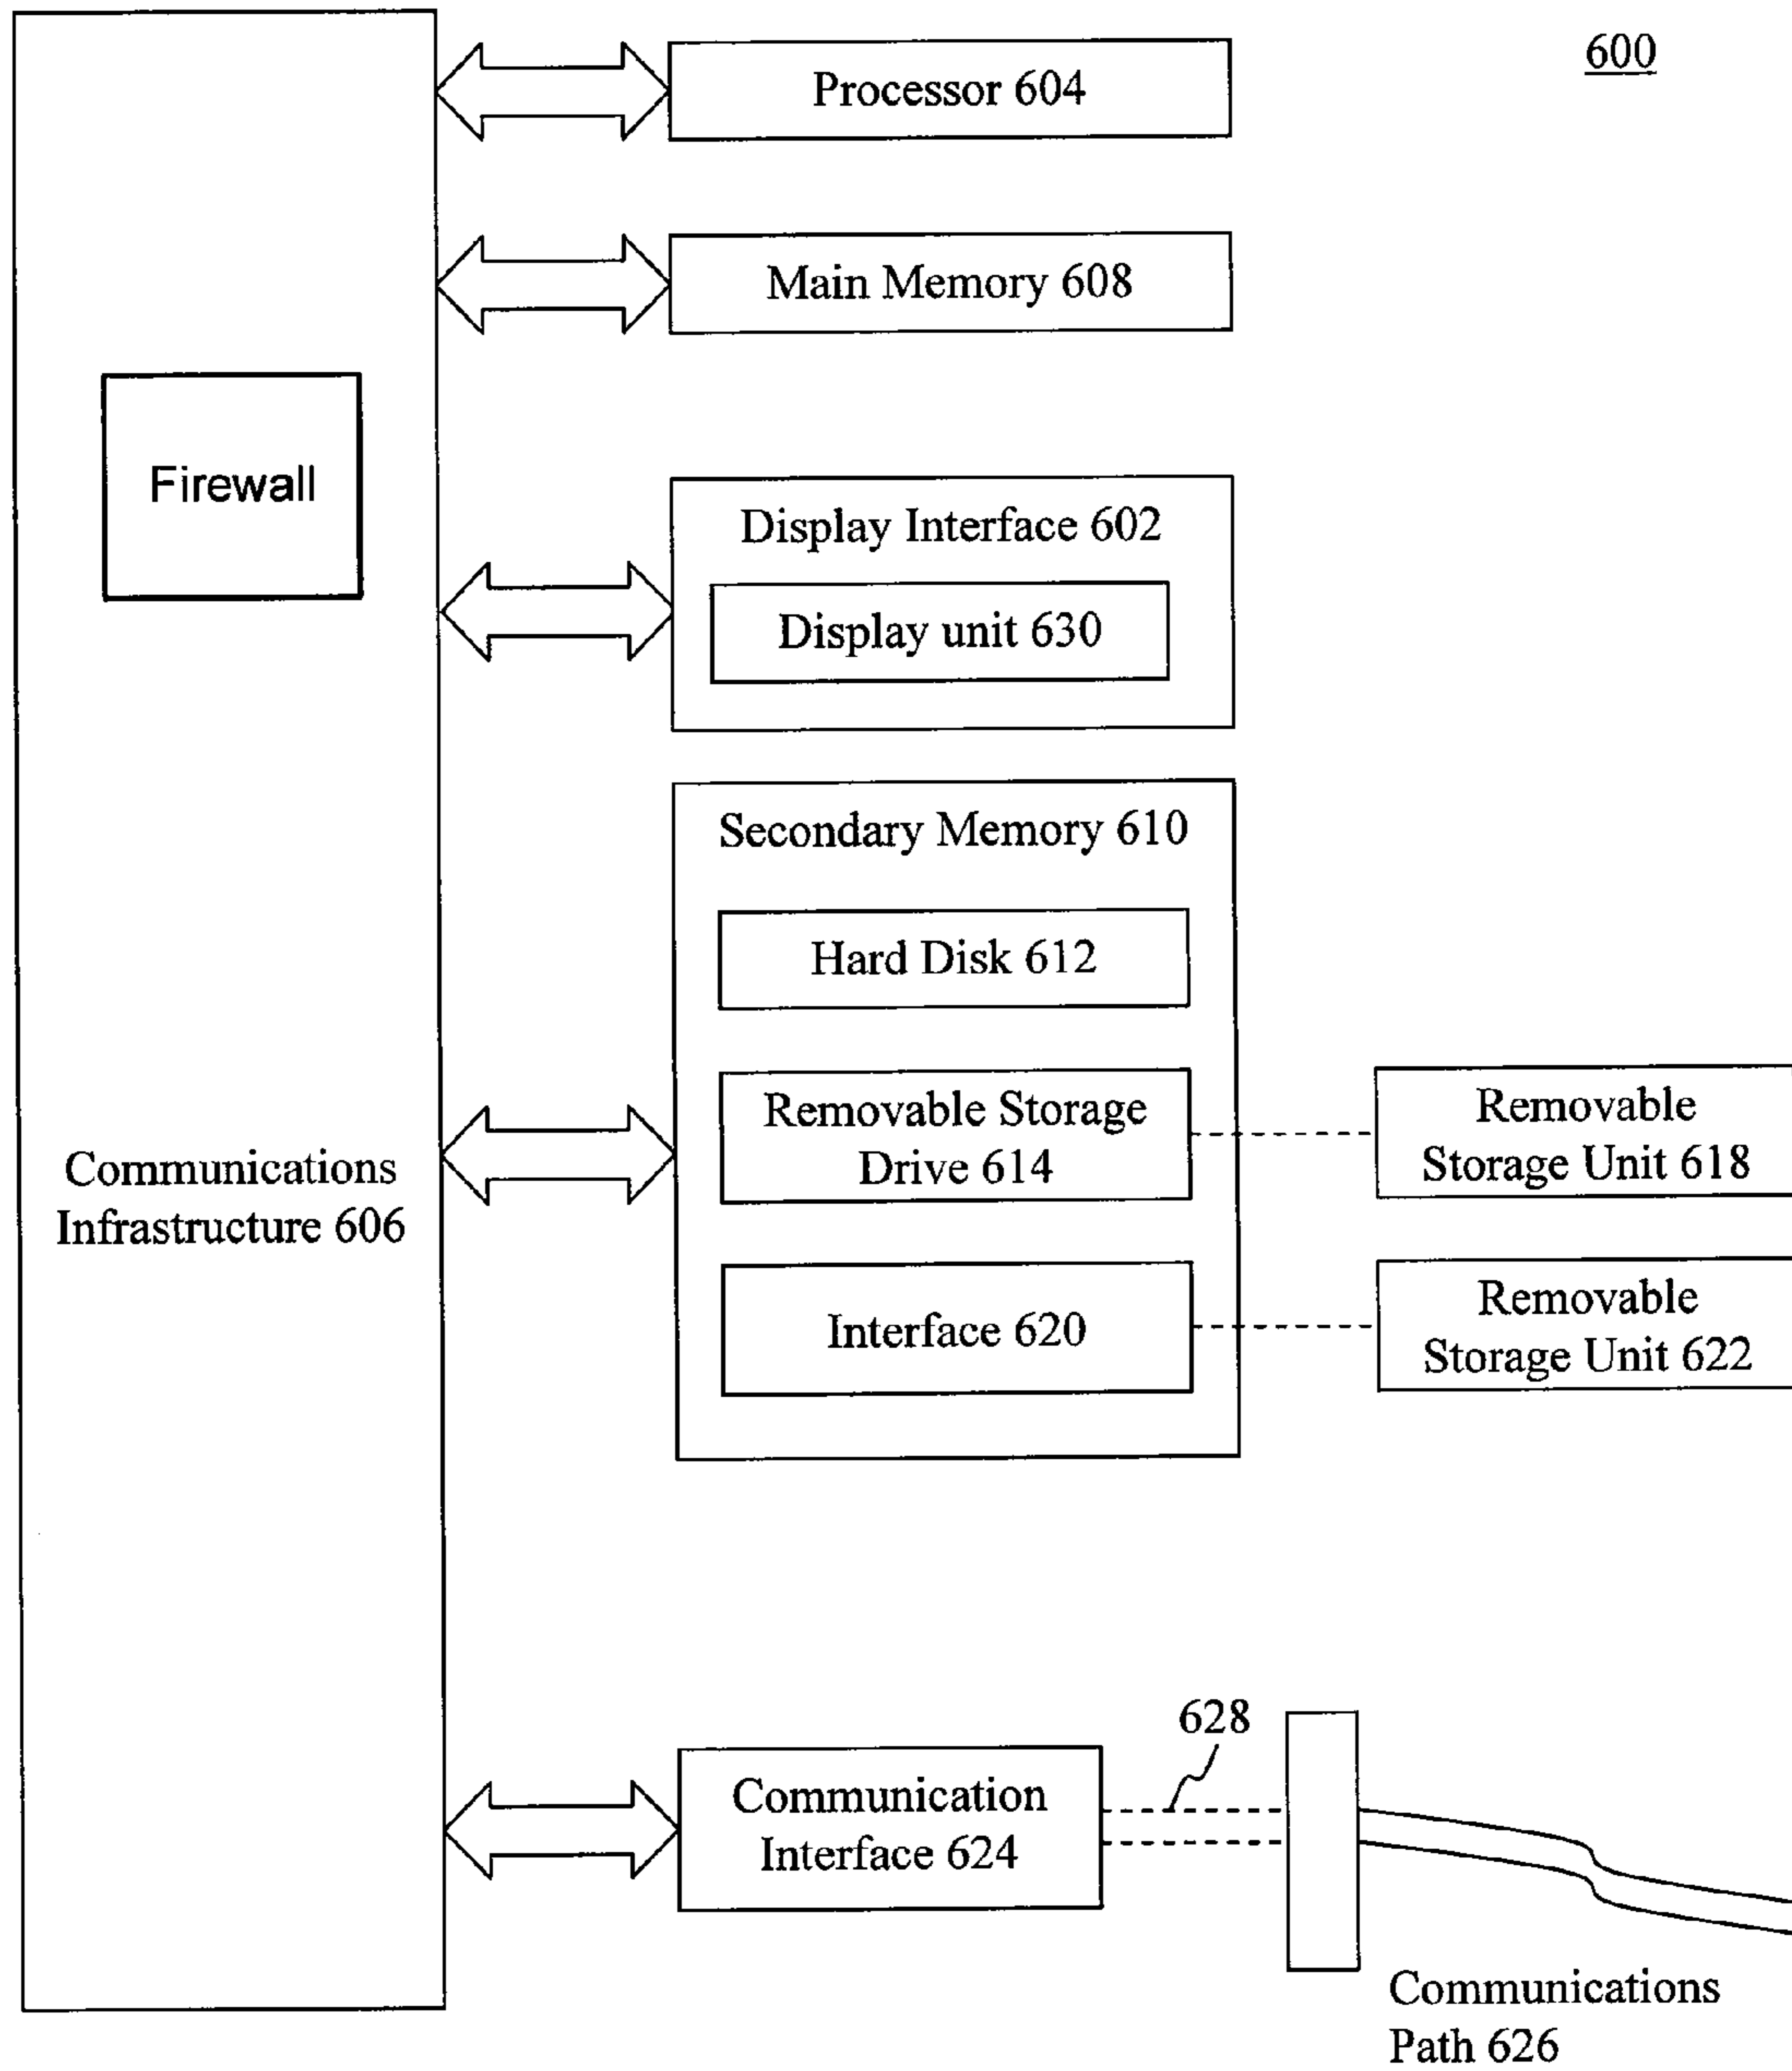 600
Processor 604
Main Memory 608
Firewall
Display Interface 602
Display unit 630
Secondary Memory 610
Hard Disk 612
Removable Storage
Drive 614
Removable
Storage Unit 618
Communications
Infrastructure 606
Interface 620
Removable
Storage Unit 622
628
Communication
Interface 624
Communications
Path 626